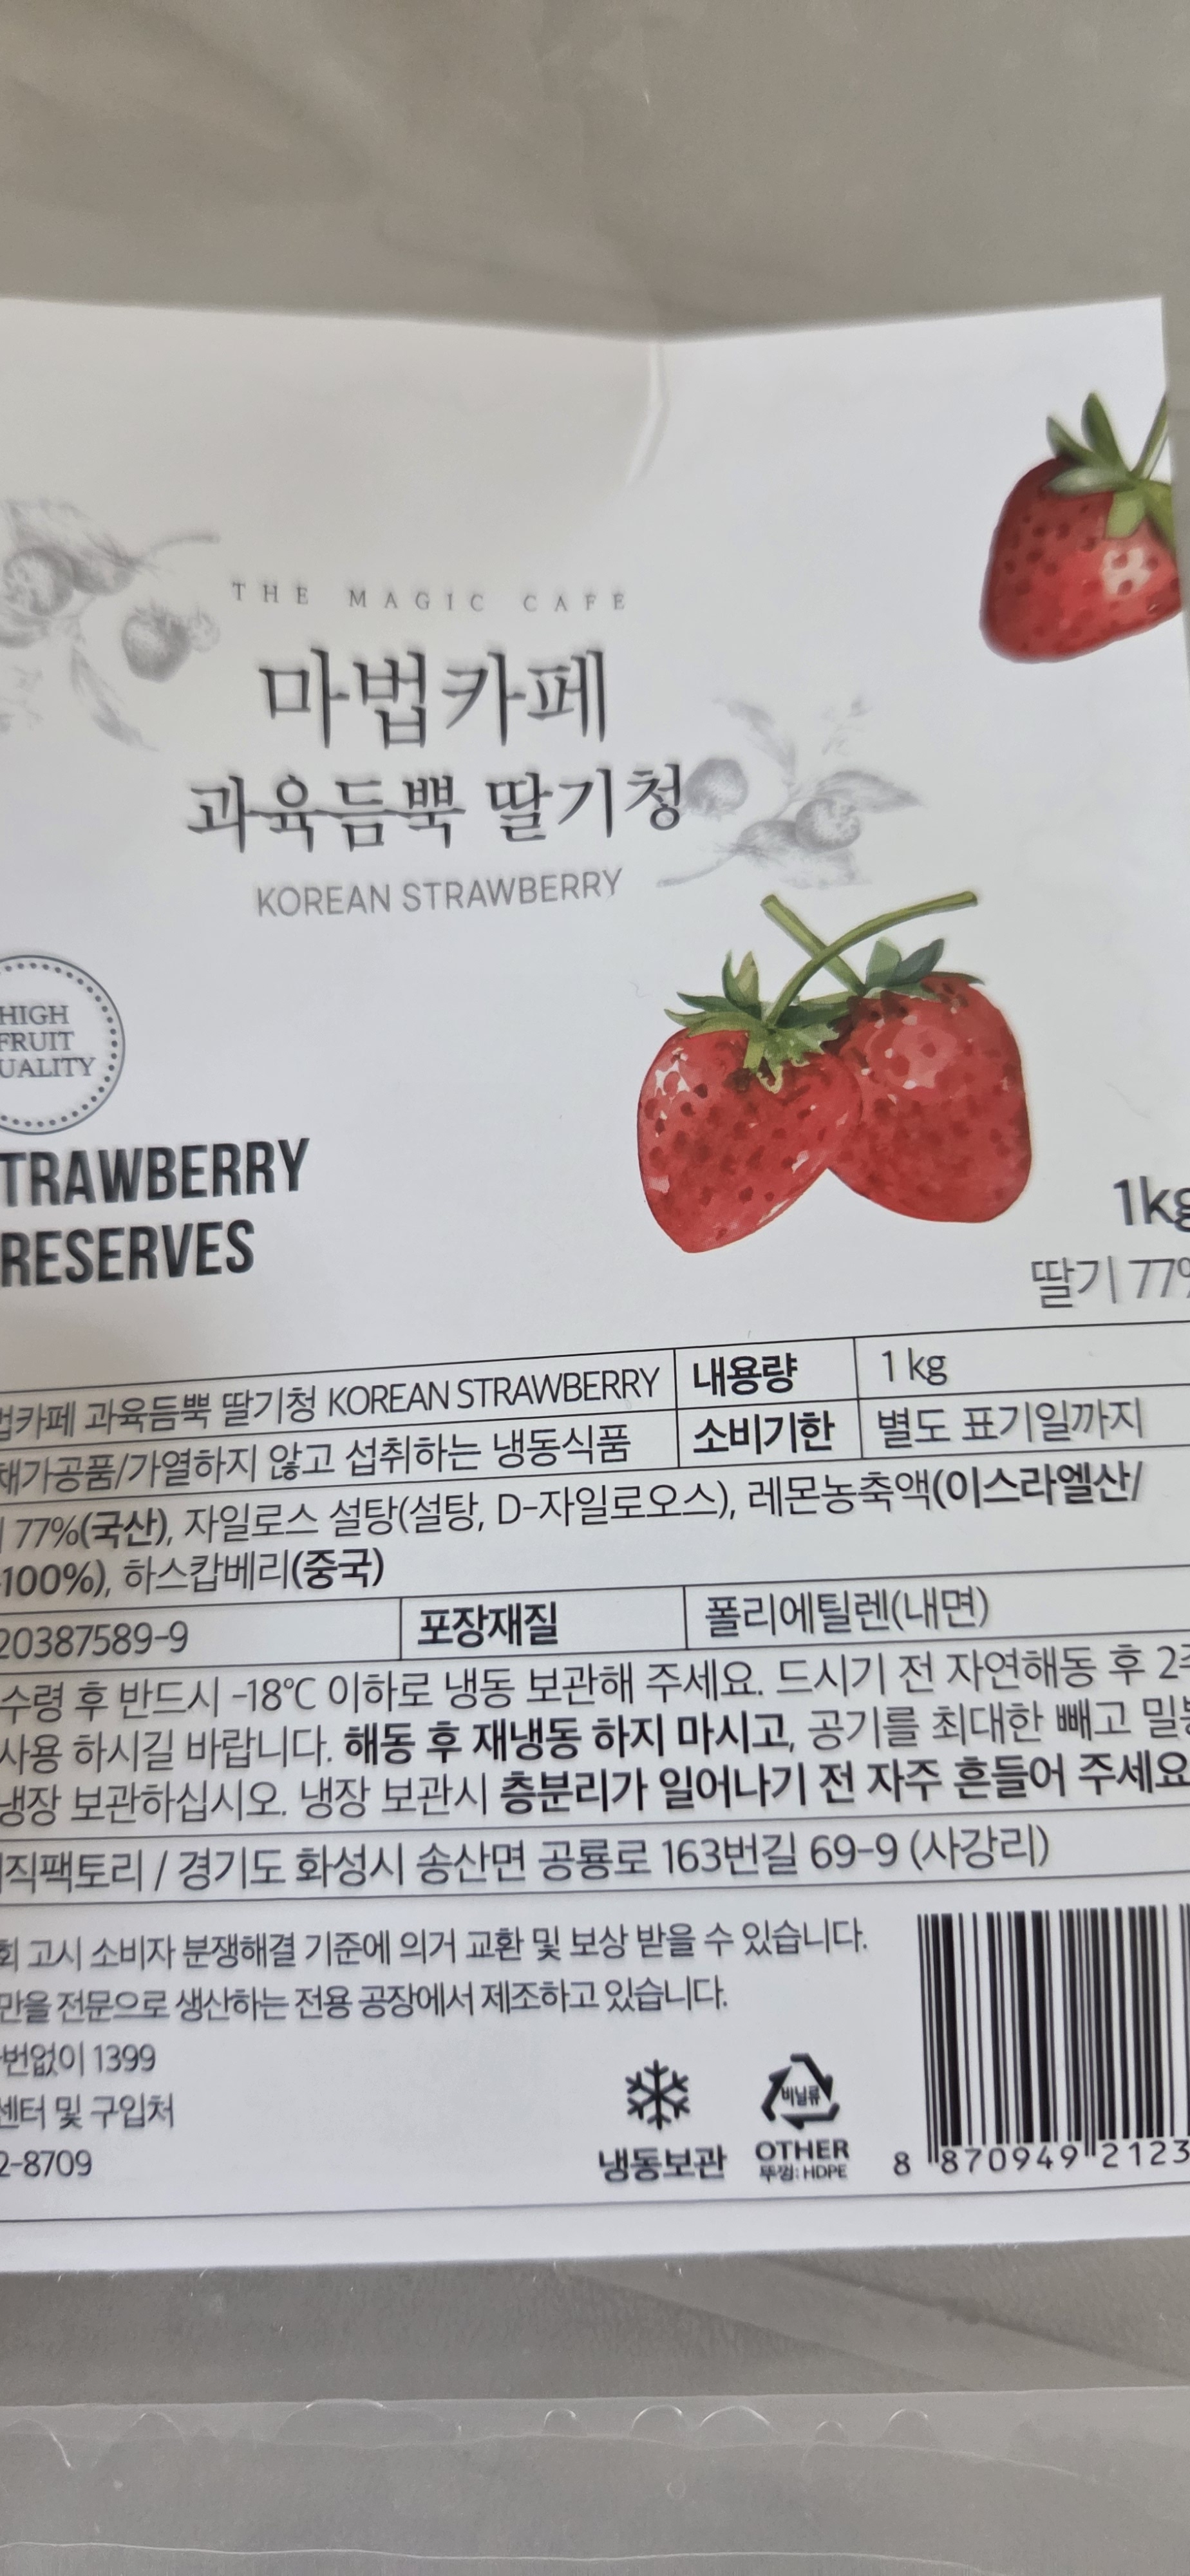 THE MAGIC CAFE
마법카페
과육듬뿍 딸기청
KOREAN STRAWBERRY
HIGH
FRUIT
UALITY
TRAWBERRY
RESERVES
1kg
딸기 77%
법카페 과육듬뿍 딸기청 KOREAN STRAWBERRY 내용량 1 kg
채가공품/가열하지 않고 섭취하는 냉동식품 소비기한 별도 표기일까지
77%(국산), 자일로스 설탕(설탕, D-자일로오스), 레몬농축액(이스라엘산/
100%), 하스캅베리(중국)
20387589-9 포장재질 폴리에틸렌(내면)
수령 후 반드시 -18℃ 이하로 냉동 보관해 주세요. 드시기 전 자연해동 후 2주
사용 하시길 바랍니다. 해동 후 재냉동 하지 마시고, 공기를 최대한 빼고 밀봉
냉장 보관하십시오. 냉장 보관시 층분리가 일어나기 전 자주 흔들어 주세요
직팩토리 / 경기도 화성시 송산면 공룡로 163번길 69-9 (사강리)
회 고시 소비자 분쟁해결 기준에 의거 교환 및 보상 받을 수 있습니다.
만을 전문으로 생산하는 전용 공장에서 제조하고 있습니다.
번없이 1399
센터 및 구입처
2-8709
냉동보관
비닐류
OTHER
뚜껑: HDPE
8 870949 2123